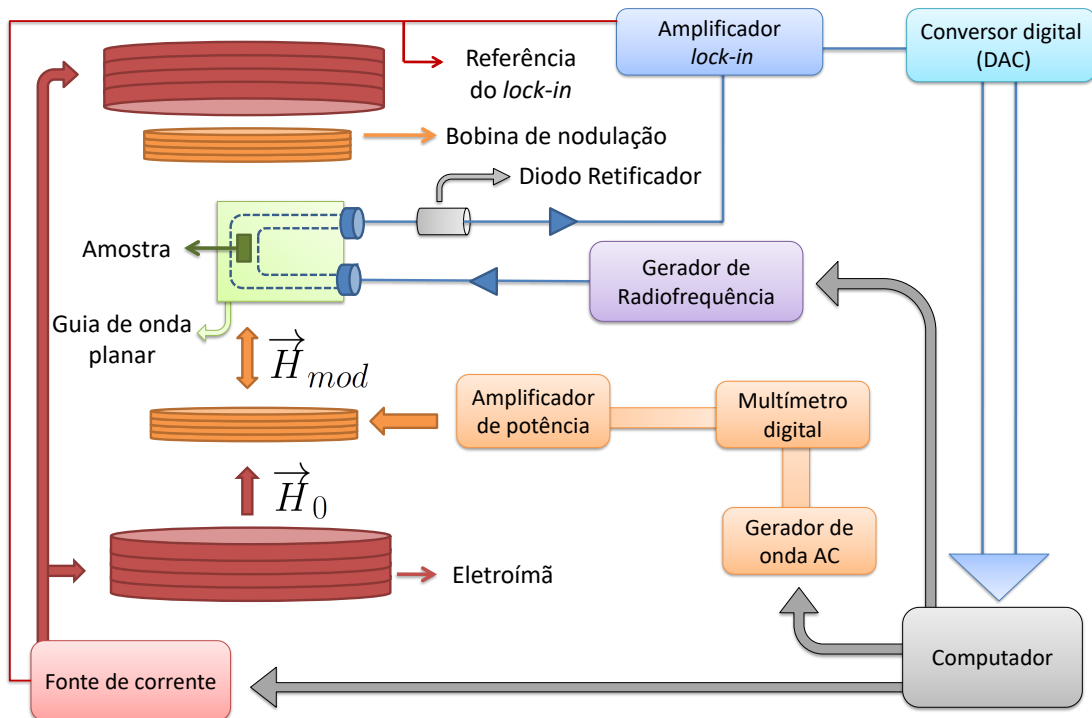 Amplificador
lock-in
Conversor digital
(DAC)
Referência
do lock-in
Bobina de nodulação
Diodo Retificador
Amostra
Gerador de
Radiofrequência
Guia de onda
planar
H mod
Amplificador
de potência
Multímetro
digital
H 0
Gerador de
onda AC
Eletroímã
Computador
Fonte de corrente